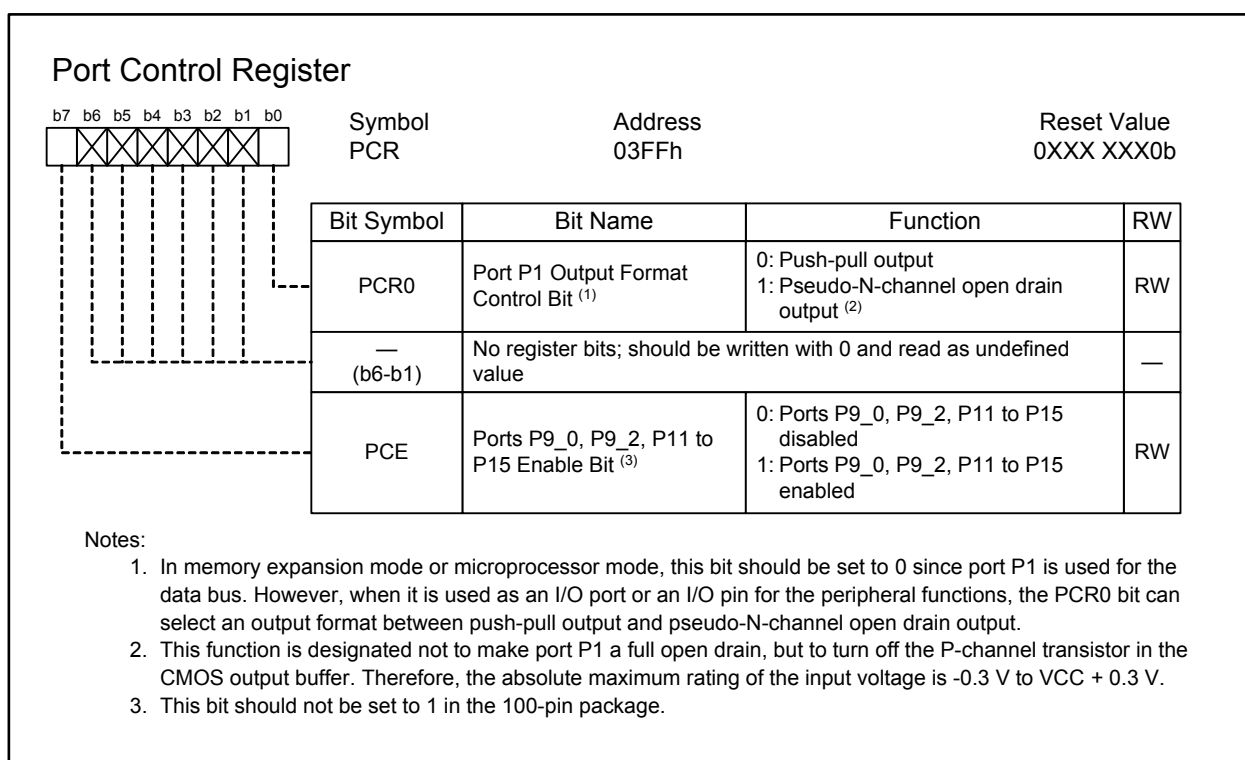 Port Control Register
b7 b6 b5 b4 b3 b2 b1 b0
Symbol Address Reset Value
PCR 03FFh 0XXX XXX0b
Bit Symbol Bit Name Function RW
PCR0
Port P1 Output Format
Control Bit (1)
0: Push-pull output
1: Pseudo-N-channel open drain
output (2)
RW
—
(b6-b1)
No register bits; should be written with 0 and read as undefined
value
—
PCE
Ports P9_0, P9_2, P11 to
P15 Enable Bit (3)
0: Ports P9_0, P9_2, P11 to P15
disabled
1: Ports P9_0, P9_2, P11 to P15
enabled
RW
Notes:
1. In memory expansion mode or microprocessor mode, this bit should be set to 0 since port P1 is used for the
data bus. However, when it is used as an I/O port or an I/O pin for the peripheral functions, the PCR0 bit can
select an output format between push-pull output and pseudo-N-channel open drain output.
2. This function is designated not to make port P1 a full open drain, but to turn off the P-channel transistor in the
CMOS output buffer. Therefore, the absolute maximum rating of the input voltage is -0.3 V to VCC + 0.3 V.
3. This bit should not be set to 1 in the 100-pin package.